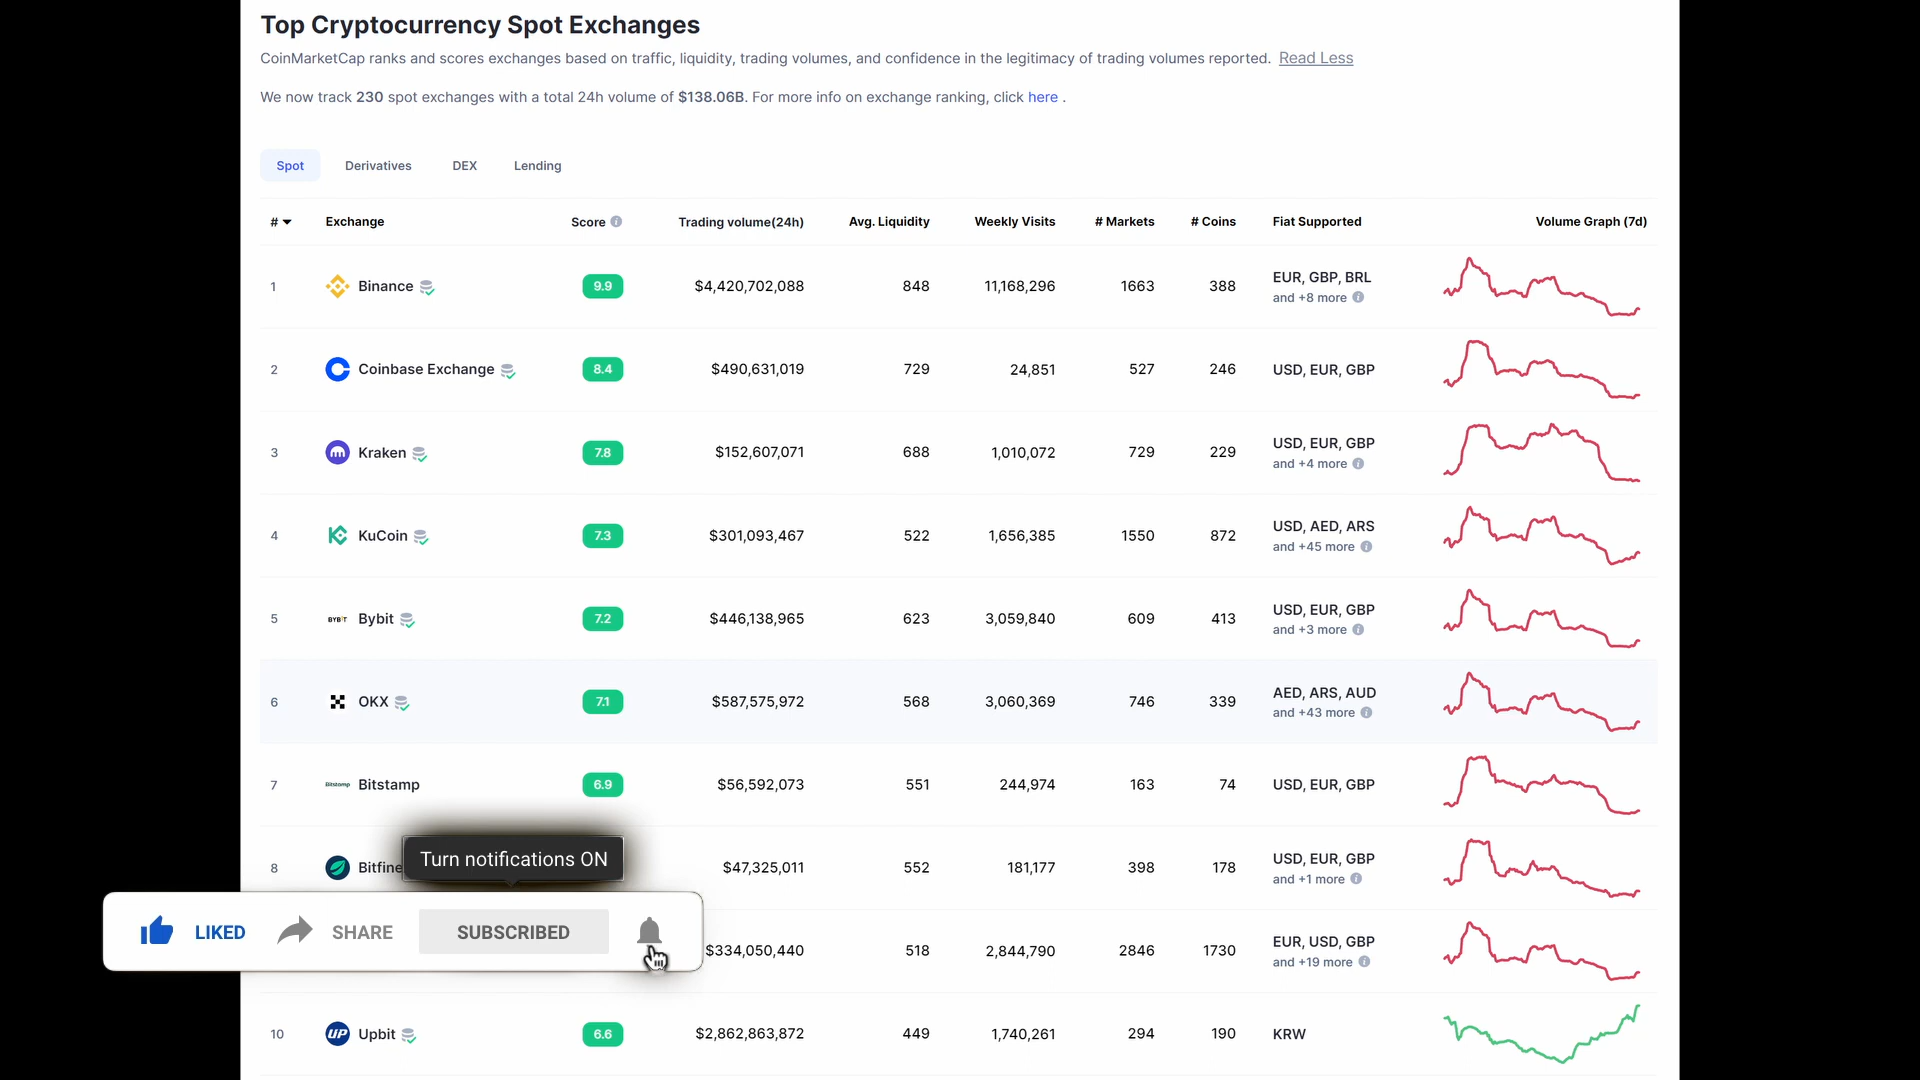 Top Cryptocurrency Spot Exchanges
CoinMarketCap ranks and scores exchanges based on traffic, liquidity, trading volumes, and confidence in the legitimacy of trading volumes reported. Read Less
We now track 230 spot exchanges with a total 24h volume of $138.06B. For more info on exchange ranking, click here .
Spot Derivatives DEX Lending
# Exchange Score Trading volume(24h) Avg. Liquidity Weekly Visits # Markets # Coins Fiat Supported Volume Graph (7d)
1 Binance 9.9 $4,420,702,088 848 11,168,296 1663 388 EUR, GBP, BRL
and +8 more
2 Coinbase Exchange 8.4 $490,631,019 729 24,851 527 246 USD, EUR, GBP
3 Kraken 7.8 $152,607,071 688 1,010,072 729 229 USD, EUR, GBP
and +4 more
4 KuCoin 7.3 $301,093,467 522 1,656,385 1550 872 USD, AED, ARS
and +45 more
5 BYBIT Bybit 7.2 $446,138,965 623 3,059,840 609 413 USD, EUR, GBP
and +3 more
6 OKX 7.1 $587,575,972 568 3,060,369 746 339 AED, ARS, AUD
and +43 more
7 Bitstamp Bitstamp 6.9 $56,592,073 551 244,974 163 74 USD, EUR, GBP
Turn notifications ON
8 Bitfine $47,325,011 552 181,177 398 178 USD, EUR, GBP
and +1 more
LIKED SHARE SUBSCRIBED
$334,050,440 518 2,844,790 2846 1730 EUR, USD, GBP
and +19 more
10 UP Upbit 6.6 $2,862,863,872 449 1,740,261 294 190 KRW